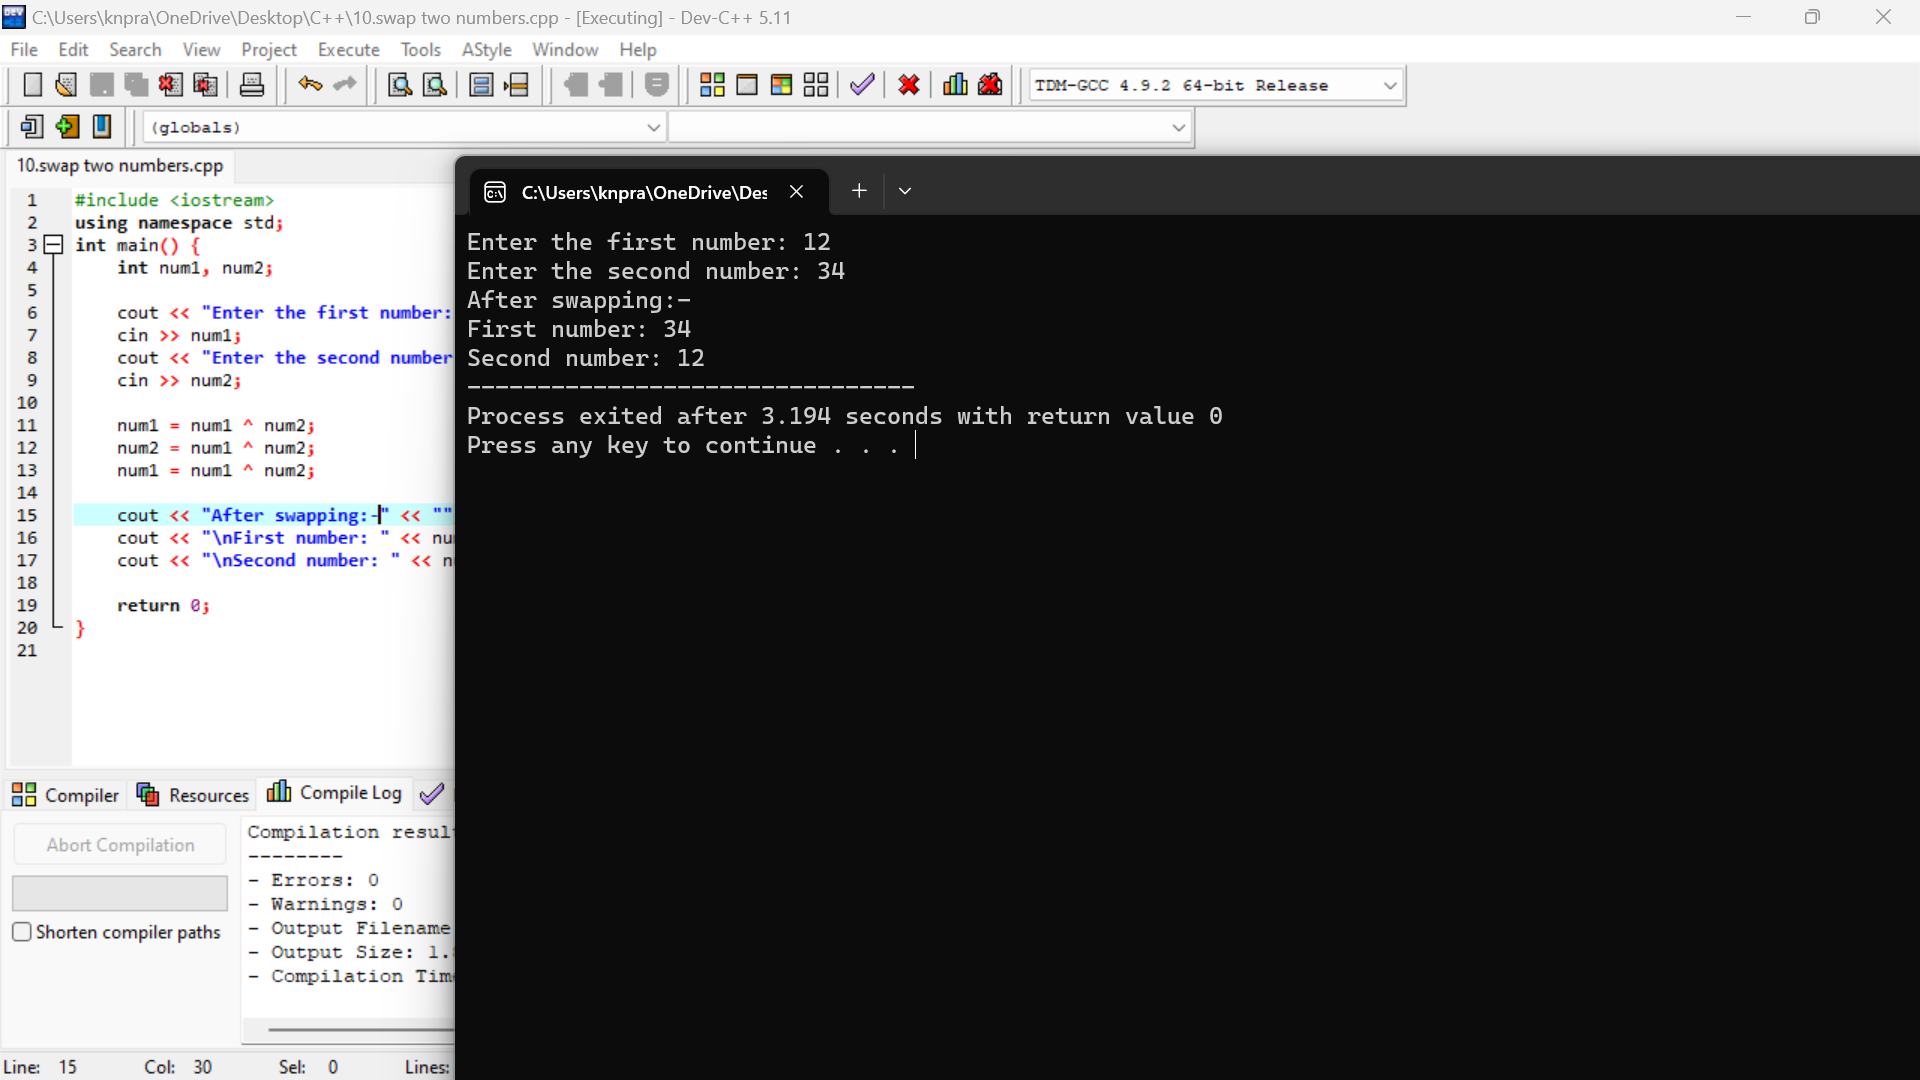 C:\Users\knpra\OneDrive\Desktop\C++\10.swap two numbers.cpp - [Executing] - Dev-C++ 5.11
File Edit Search View Project Execute Tools AStyle Window Help
TDM-GCC 4.9.2 64-bit Release
(globals)
10.swap two numbers.cpp
1 #include <iostream>
2 using namespace std;
3 int main() {
4 int num1, num2;
5
6 cout << "Enter the first number:
7 cin >> num1;
8 cout << "Enter the second number
9 cin >> num2;
10
11 num1 = num1 ^ num2;
12 num2 = num1 ^ num2;
13 num1 = num1 ^ num2;
14
15 cout << "After swapping:-" << ""
16 cout << "\nFirst number: " <<
17 cout << "\nSecond number: " <<
18
19 return 0;
20 }
21
C:\Users\knpra\OneDrive\Des
Enter the first number: 12
Enter the second number: 34
After swapping:-
First number: 34
Second number: 12
--------------------------------
Process exited after 3.194 seconds with return value 0
Press any key to continue . . .
Compiler Resources Compile Log
Abort Compilation
Shorten compiler paths
Compilation
--------
- Errors: 0
- Warnings: 0
- Output Filename
- Output Size: 1.
- Compilation
Line: 15 Col: 30 Sel: 0 Lines: